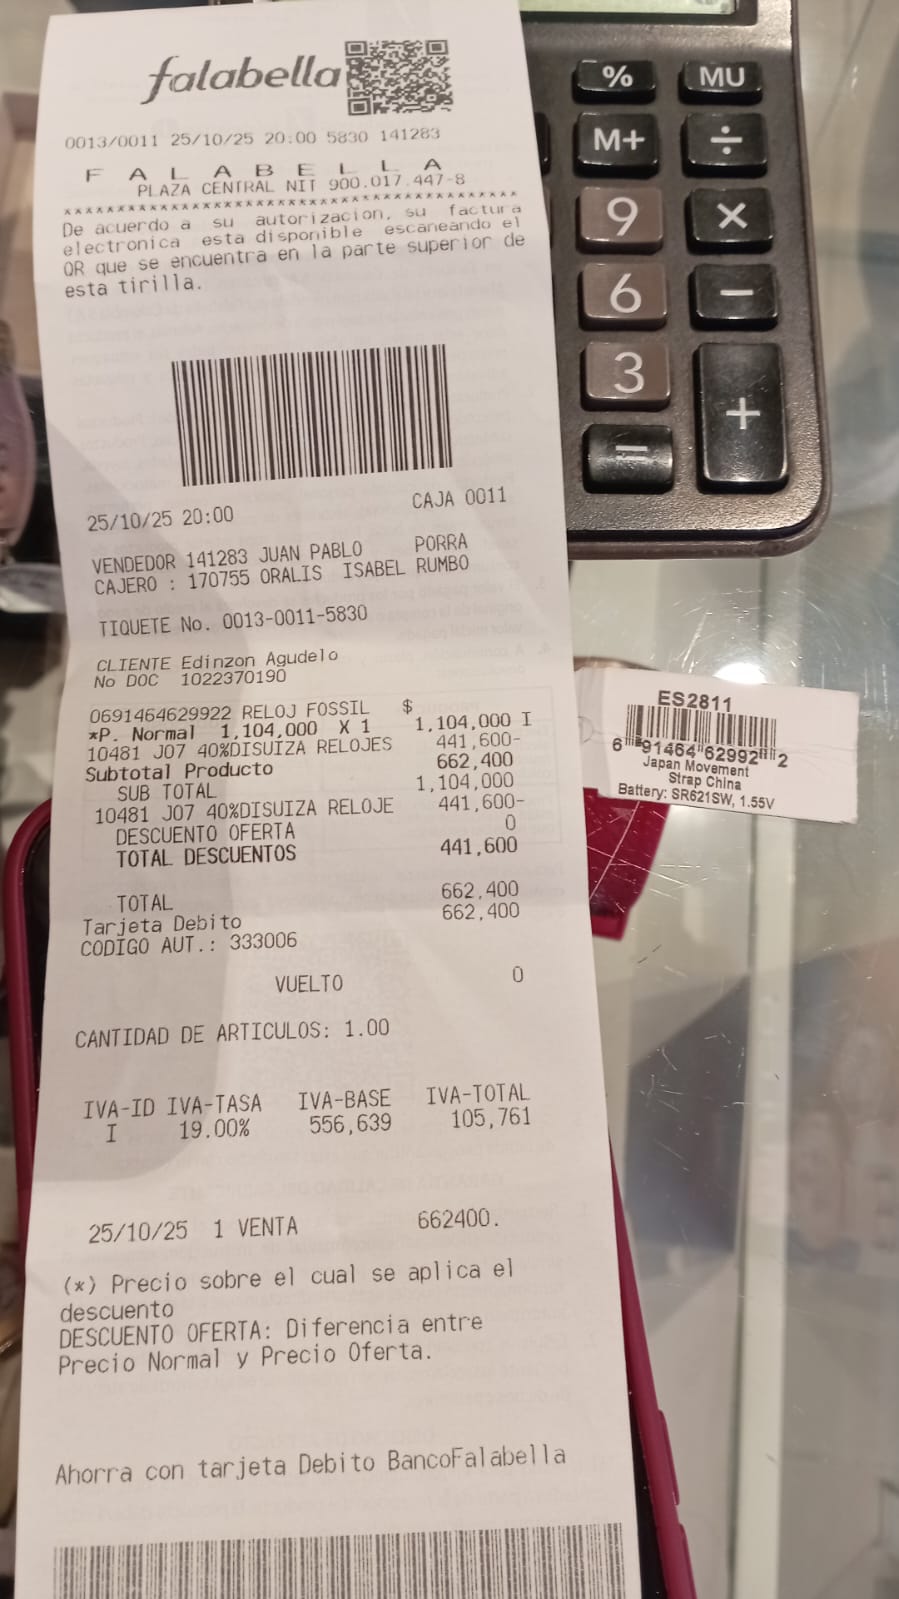 falabella
0013/0011 25/10/25 20:00 5830 141283
F A L A B E L L A
PLAZA CENTRAL NIT 900.017.447-8
De acuerdo a su autorizacion, su factura
electronica esta disponible escaneando el
QR que se encuentra en la parte superior de
esta tirilla.
25/10/25 20:00 CAJA 0011
VENDEDOR 141283 JUAN PABLO PORRA
CAJERO : 170755 ORALIS ISABEL RUMBO
TIQUETE No. 0013-0011-5830
CLIENTE Edinzon Agudelo
No DOC 1022370190
0691464629922 RELOJ FOSSIL $
*P. Normal 1,104,000 X 1 1,104,000 I
10481 J07 40%DISUIZA RELOJES 441,600-
Subtotal Producto 662,400
SUB TOTAL 1,104,000
10481 J07 40%DISUIZA RELOJE 441,600-
DESCUENTO OFERTA 0
TOTAL DESCUENTOS 441,600
TOTAL 662,400
Tarjeta Debito 662,400
CODIGO AUT.: 333006
VUELTO 0
CANTIDAD DE ARTICULOS: 1.00
IVA-ID IVA-TASA IVA-BASE IVA-TOTAL
I 19.00% 556,639 105,761
25/10/25 1 VENTA 662400.
(*) Precio sobre el cual se aplica el
descuento
DESCUENTO OFERTA: Diferencia entre
Precio Normal y Precio Oferta.
Ahorra con tarjeta Debito BancoFalabella
% MU
M+ ÷
9 ×
6 −
3 +
=
ES2811
6 91464 62992 2
Japan Movement
Strap China
Battery: SR621SW, 1.55V